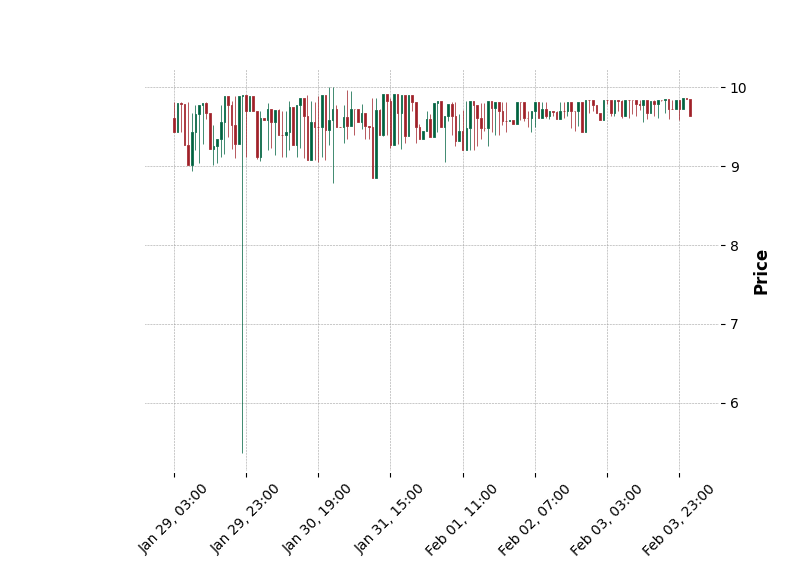 10
9
8
7
6
Price
Jan 29, 03:00
Jan 29, 23:00
Jan 30, 19:00
Jan 31, 15:00
Feb 01, 11:00
Feb 02, 07:00
Feb 03, 03:00
Feb 03, 23:00